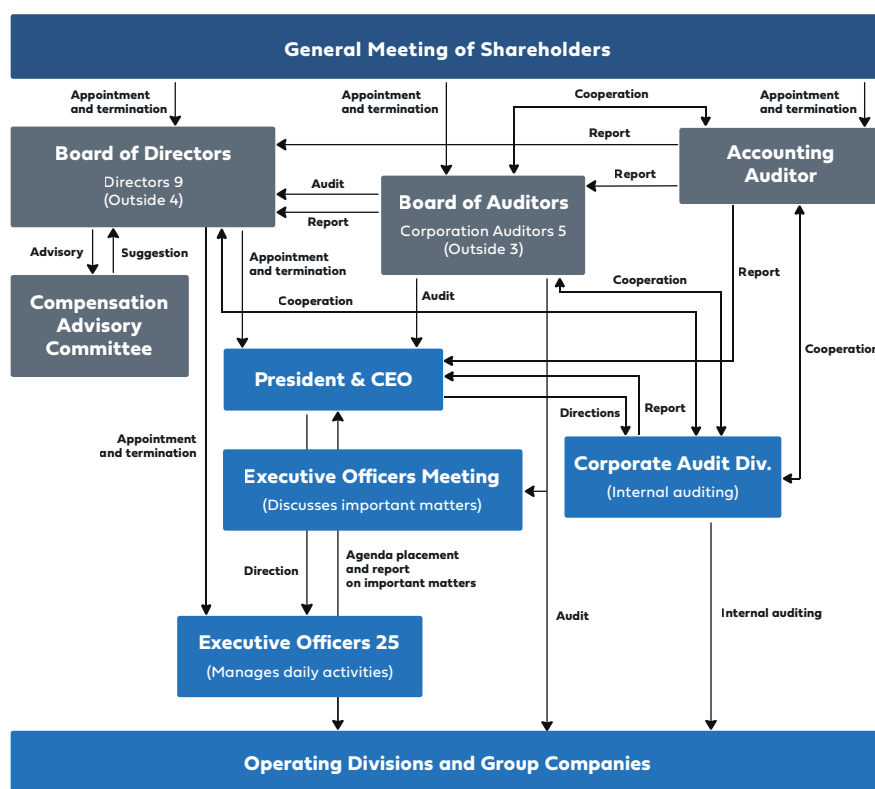 General Meeting of Shareholders
Appointment
and termination
Appointment
and termination
Cooperation
Appointment
and termination
Board of Directors
Directors 9
(Outside 4)
Report
Accounting
Auditor
Audit
Report
Board of Auditors
Corporation Auditors 5
(Outside 3)
Report
Advisory
Suggestion
Appointment
and termination
Cooperation
Report
Compensation
Advisory
Committee
Cooperation
Audit
Cooperation
President & CEO
Directions
Report
Appointment
and termination
Executive Officers Meeting
(Discusses important matters)
Corporate Audit Div.
(Internal auditing)
Direction
Agenda placement
and report
on important matters
Audit
Internal auditing
Executive Officers 25
(Manages daily activities)
Operating Divisions and Group Companies